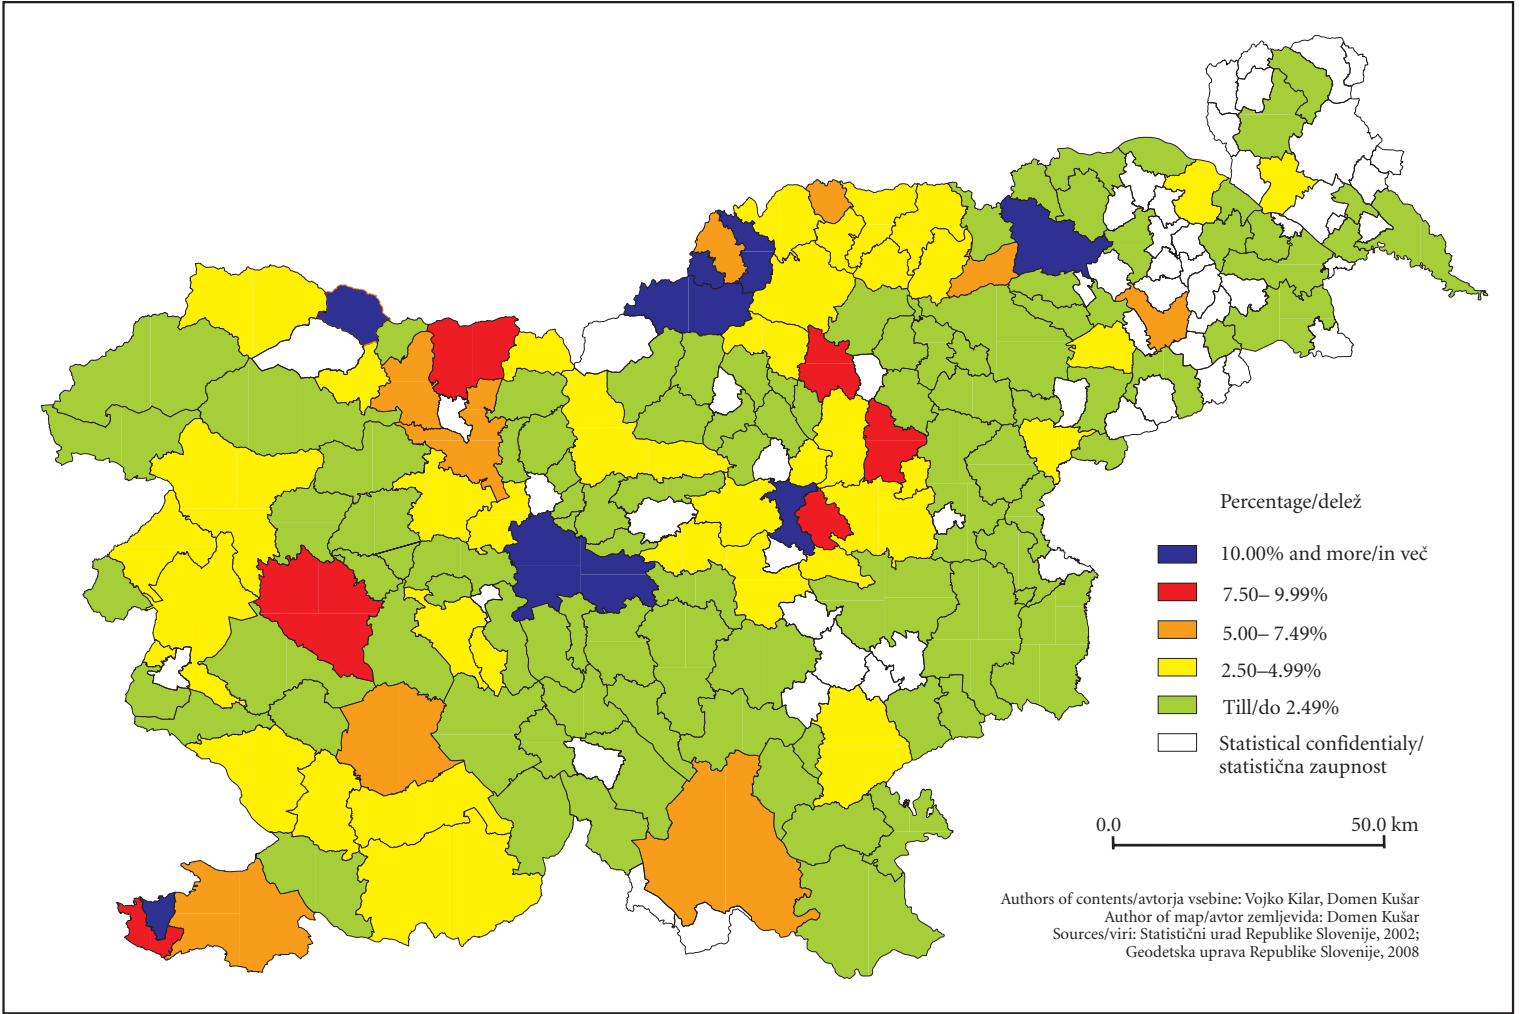 Percentage/delež
10.00% and more/in več
7.50– 9.99%
5.00– 7.49%
2.50–4.99%
Till/do 2.49%
Statistical confidentialy/
statistična zaupnost
0.0 50.0 km
Authors of contents/avtorja vsebine: Vojko Kilar, Domen Kušar
Author of map/avtor zemljevida: Domen Kušar
Sources/viri: Statistični urad Republike Slovenije, 2002;
Geodetska uprava Republike Slovenije, 2008